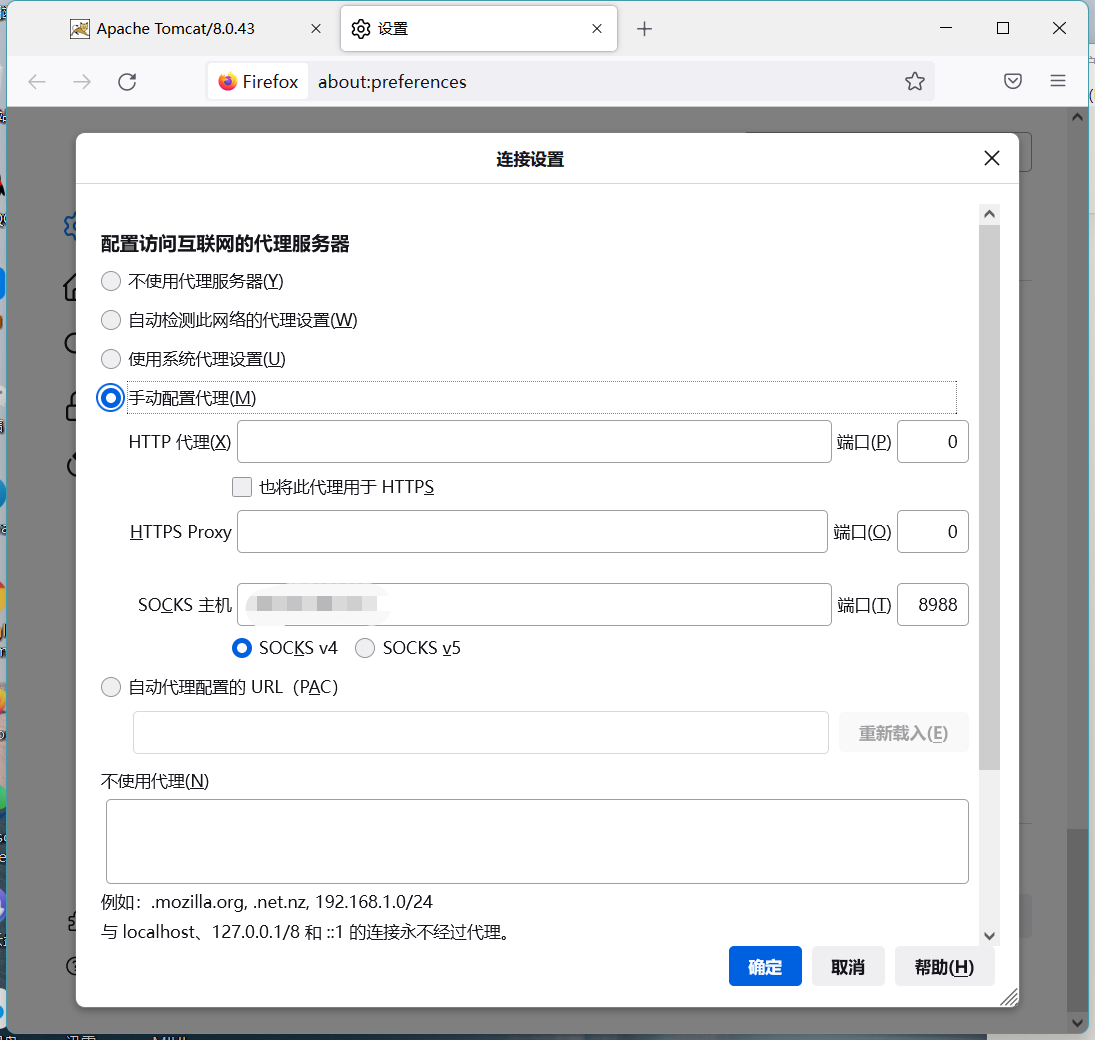 Apache Tomcat/8.0.43
设置
Firefox about:preferences
连接设置
配置访问互联网的代理服务器
不使用代理服务器(Y)
自动检测此网络的代理设置(W)
使用系统代理设置(U)
手动配置代理(M)
HTTP 代理(X) 端口(P) 0
也将此代理用于 HTTPS
HTTPS Proxy 端口(O) 0
SOCKS 主机 端口(T) 8988
SOCKS v4 SOCKS v5
自动代理配置的 URL（PAC）
重新载入(E)
不使用代理(N)
例如：.mozilla.org, .net.nz, 192.168.1.0/24
与 localhost、127.0.0.1/8 和 ::1 的连接永不经过代理。
确定 取消 帮助(H)